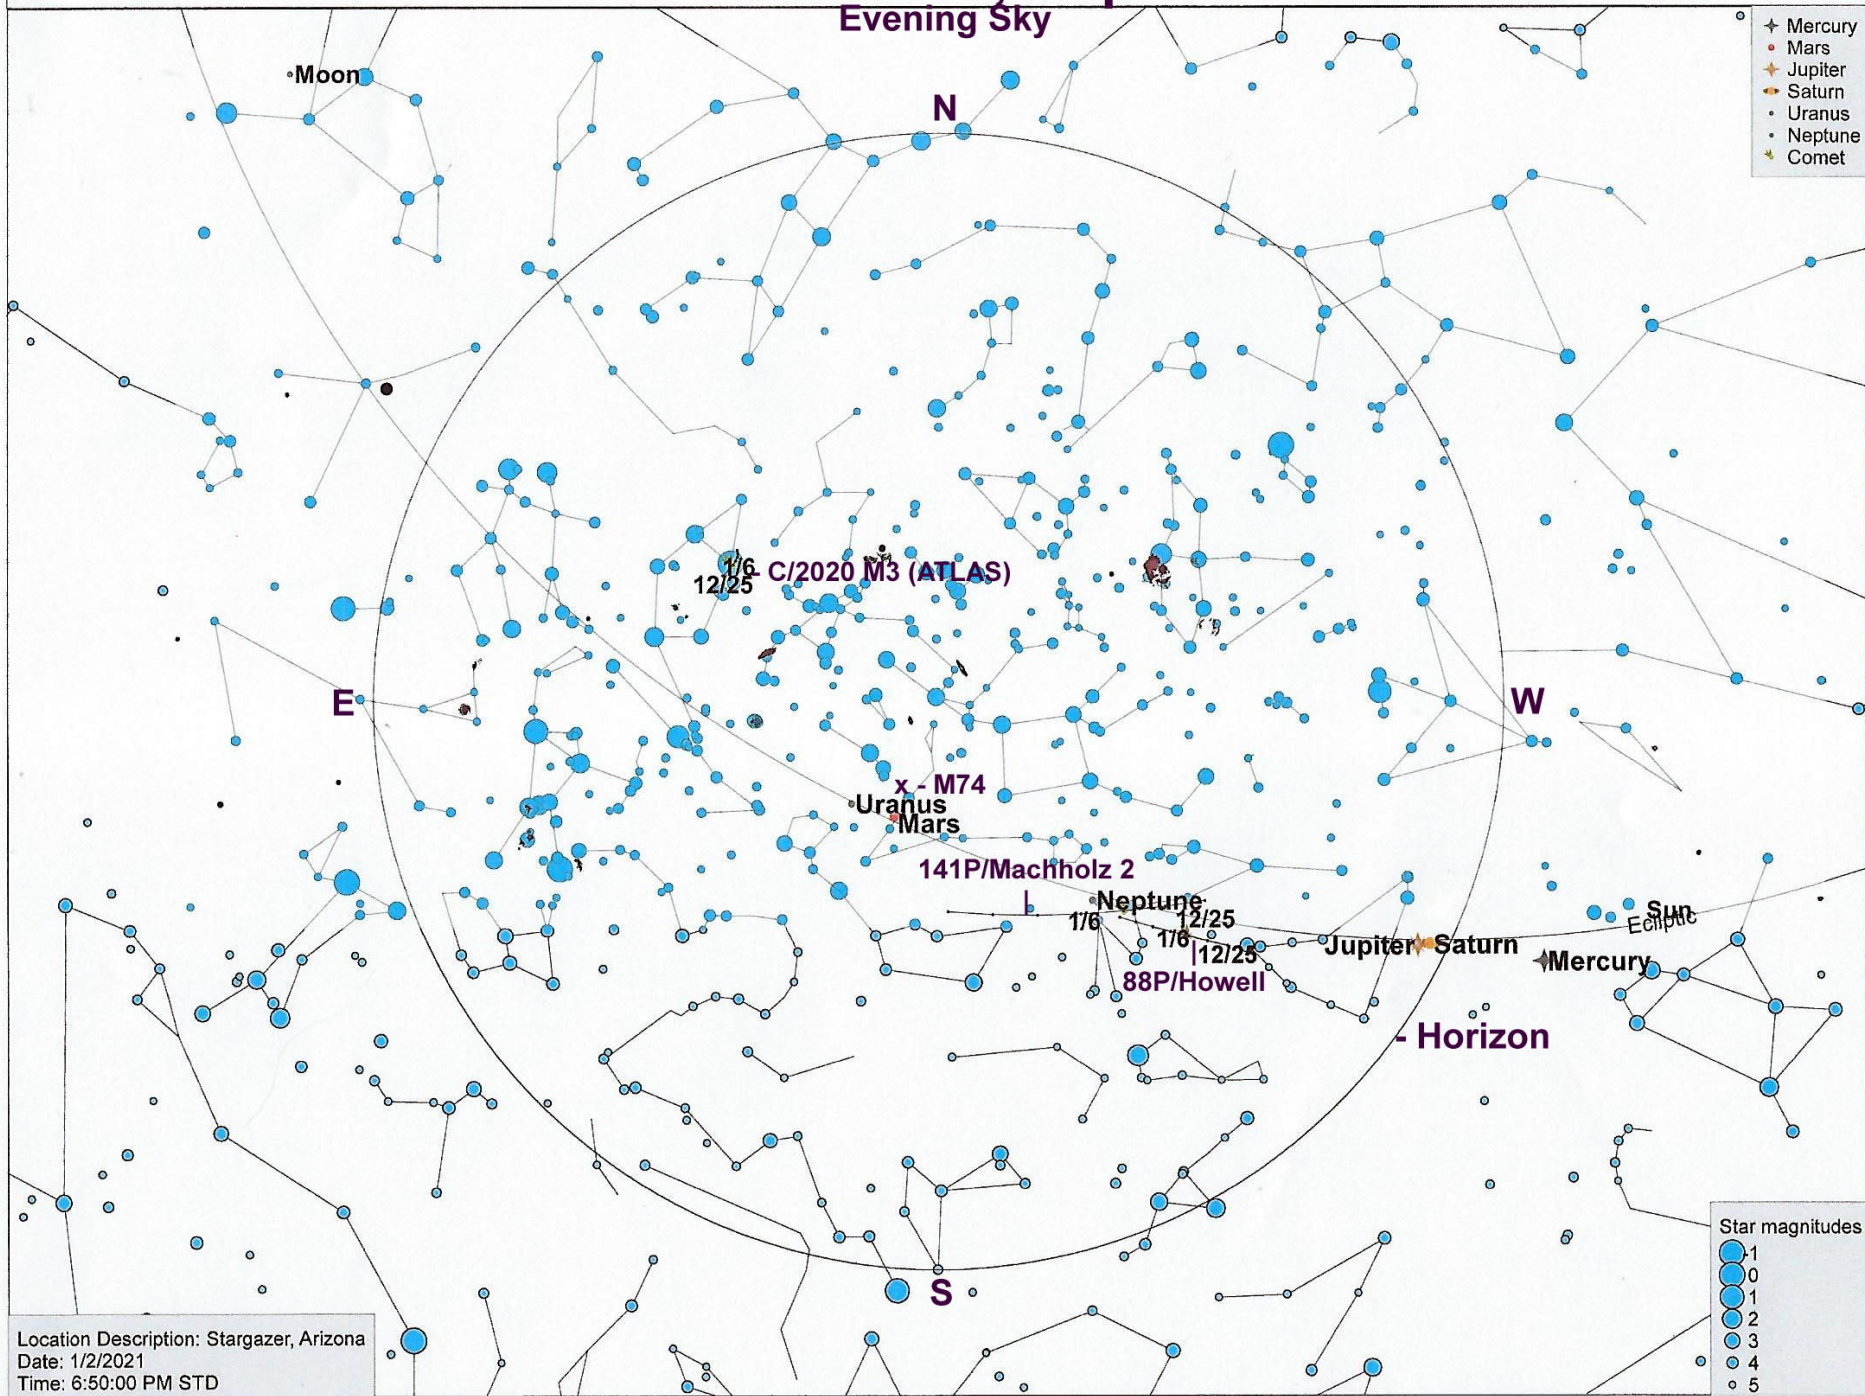 Evening Sky
Mercury
Mars
Jupiter
Saturn
Uranus
Neptune
Comet
Moon
N
1/6
- C/2020 M3 (ATLAS)
12/25
E
W
x - M74
Uranus
Mars
141P/Machholz 2
Neptune
1/6
12/25
1/6
12/25
88P/Howell
Sun
Ecliptic
Jupiter
Saturn
Mercury
- Horizon
S
Star magnitudes
-1
0
1
2
3
4
5
Location Description: Stargazer, Arizona
Date: 1/2/2021
Time: 6:50:00 PM STD